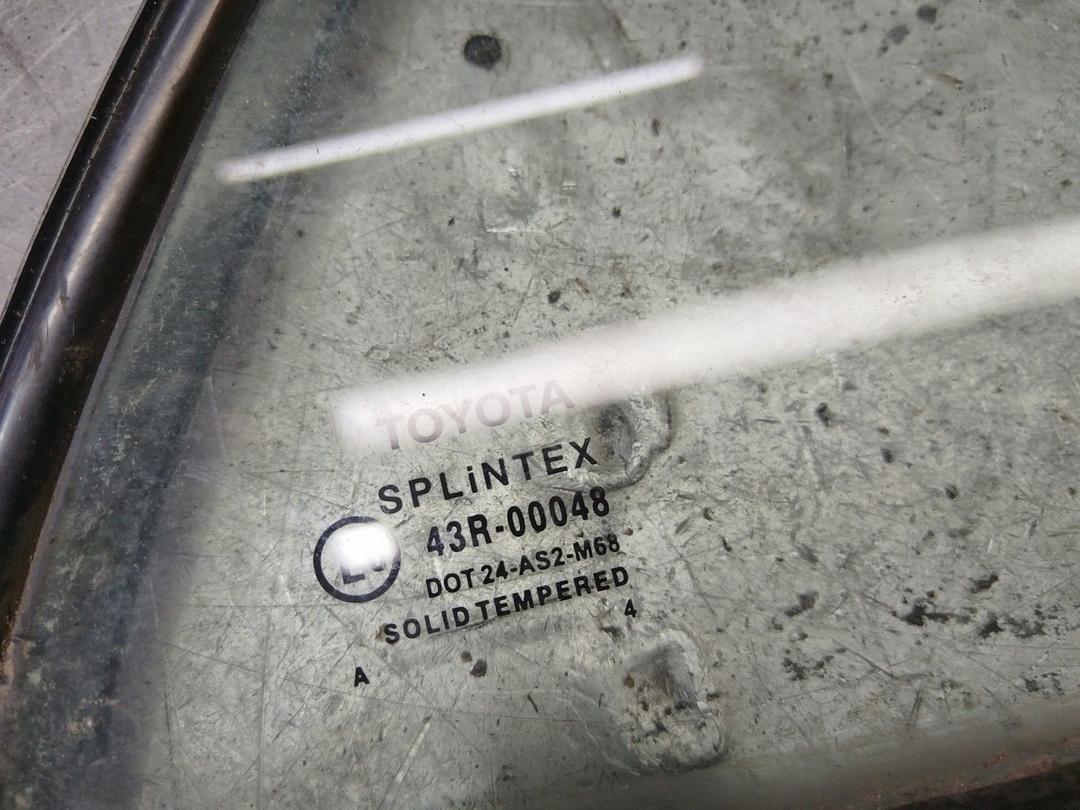 TOYOTA
SPLiNTEX
43R-00048
DOT 24-AS2-M68
SOLID TEMPERED
4
A